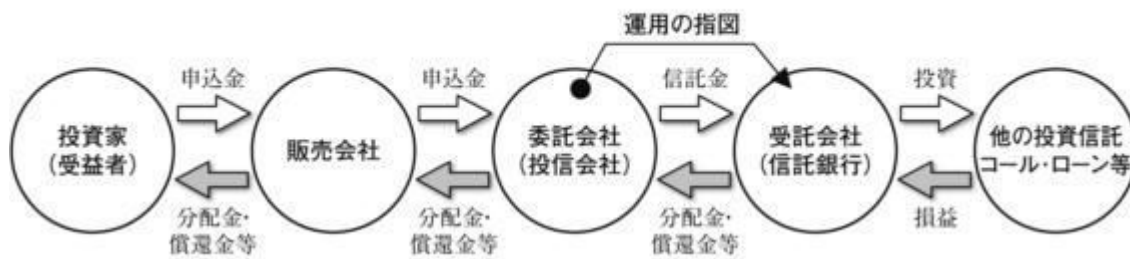 運用の指図
申込金
申込金
信託金
投資
投資家
(受益者)
販売会社
委託会社
(投信会社)
受託会社
(信託銀行)
他の投資信託
コール・ローン等
分配金・
償還金等
分配金・
償還金等
分配金・
償還金等
損益